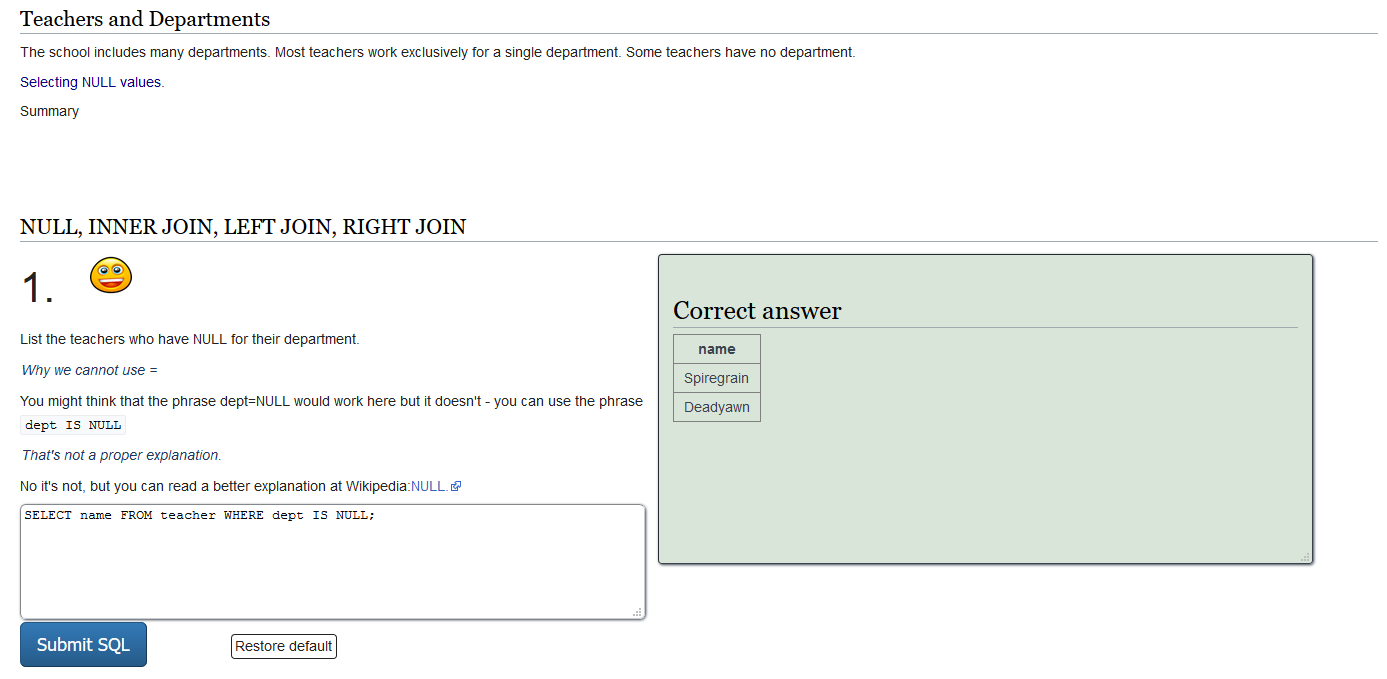 Teachers and Departments
The school includes many departments. Most teachers work exclusively for a single department. Some teachers have no department.
Selecting NULL values.
Summary
NULL, INNER JOIN, LEFT JOIN, RIGHT JOIN
1.
List the teachers who have NULL for their department.
Why we cannot use =
You might think that the phrase dept=NULL would work here but it doesn't - you can use the phrase
dept IS NULL
That's not a proper explanation.
No it's not, but you can read a better explanation at Wikipedia:NULL.
SELECT name FROM teacher WHERE dept IS NULL;
Submit SQL
Restore default
Correct answer
name
Spiregrain
Deadyawn